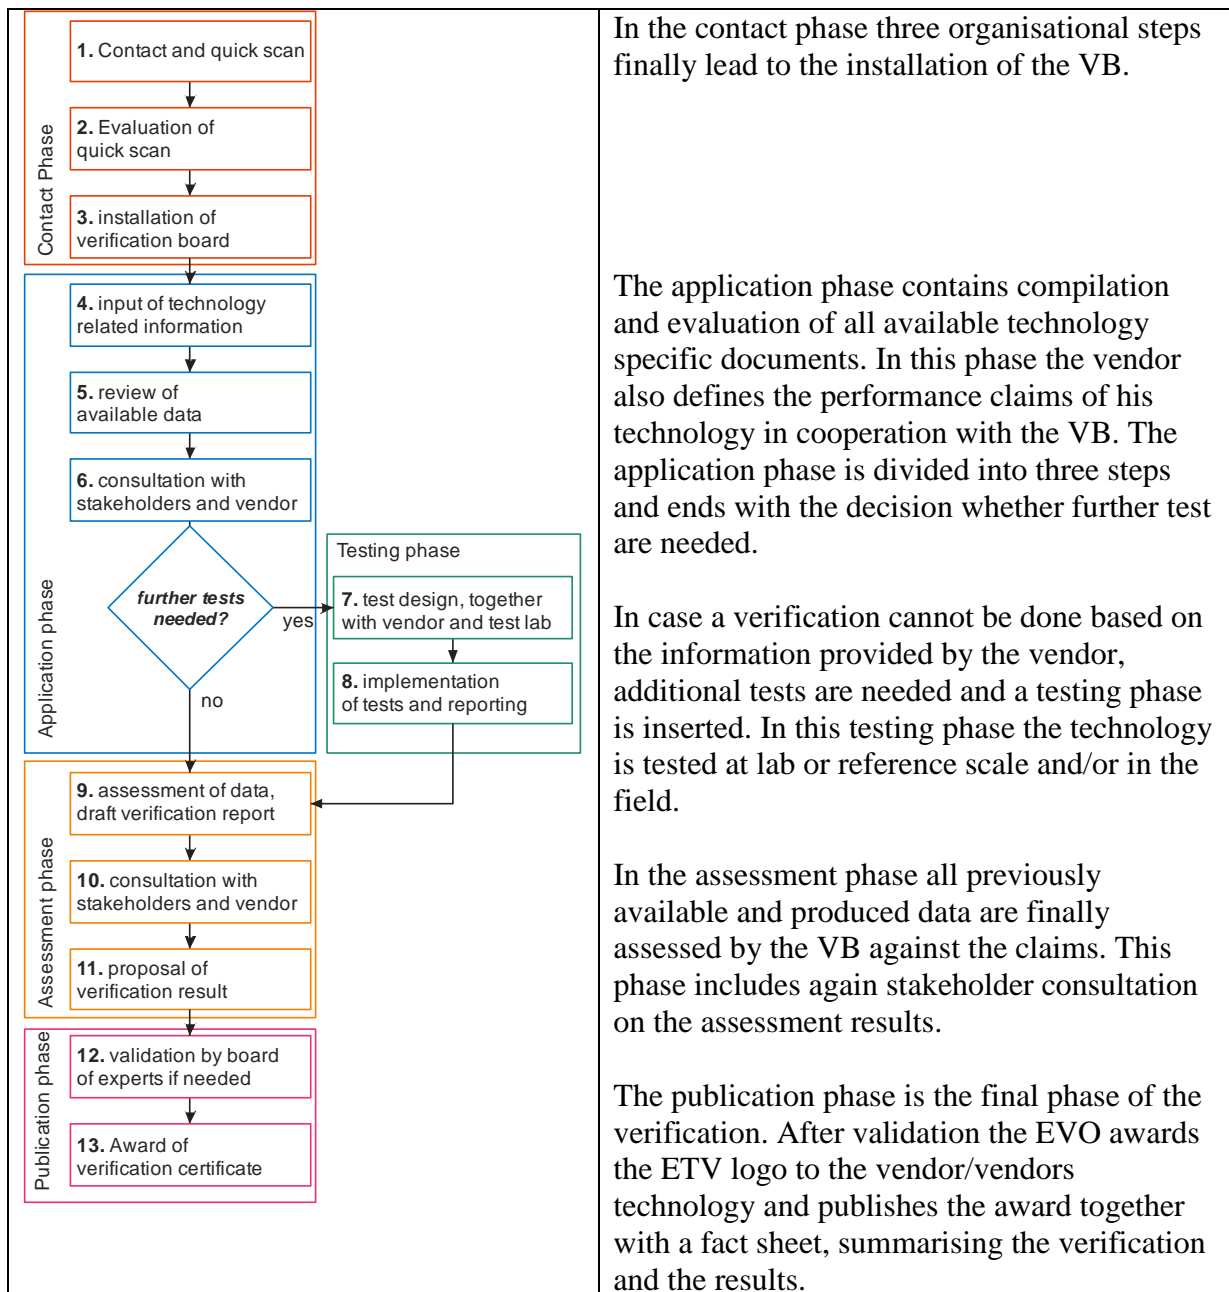 Contact Phase
1. Contact and quick scan
2. Evaluation of
quick scan
3. installation of
verification board
Application phase
4. input of technology
related information
5. review of
available data
6. consultation with
stakeholders and vendor
further tests
needed?
yes
no
Testing phase
7. test design, together
with vendor and test lab
8. implementation
of tests and reporting
Assessment phase
9. assessment of data,
draft verification report
10. consultation with
stakeholders and vendor
11. proposal of
verification result
Publication phase
12. validation by board
of experts if needed
13. Award of
verification certificate
In the contact phase three organisational steps
finally lead to the installation of the VB.
The application phase contains compilation
and evaluation of all available technology
specific documents. In this phase the vendor
also defines the performance claims of his
technology in cooperation with the VB. The
application phase is divided into three steps
and ends with the decision whether further test
are needed.
In case a verification cannot be done based on
the information provided by the vendor,
additional tests are needed and a testing phase
is inserted. In this testing phase the technology
is tested at lab or reference scale and/or in the
field.
In the assessment phase all previously
available and produced data are finally
assessed by the VB against the claims. This
phase includes again stakeholder consultation
on the assessment results.
The publication phase is the final phase of the
verification. After validation the EVO awards
the ETV logo to the vendor/vendors
technology and publishes the award together
with a fact sheet, summarising the verification
and the results.